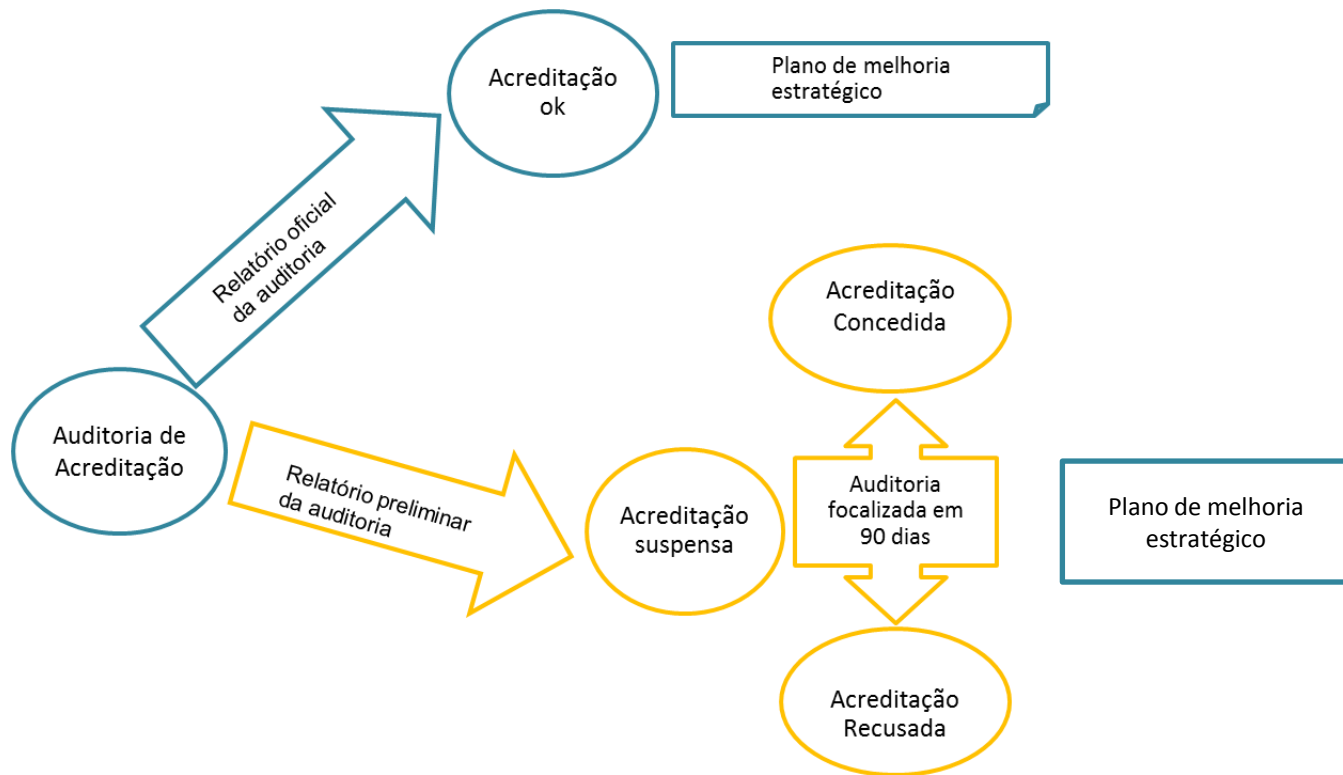 Acreditação
ok
Plano de melhoria
estratégico
Relatório oficial
da auditoria
Auditoria de
Acreditação
Relatório preliminar
da auditoria
Acreditação
suspensa
Acreditação
Concedida
Auditoria
focalizada em
90 dias
Acreditação
Recusada
Plano de melhoria
estratégico